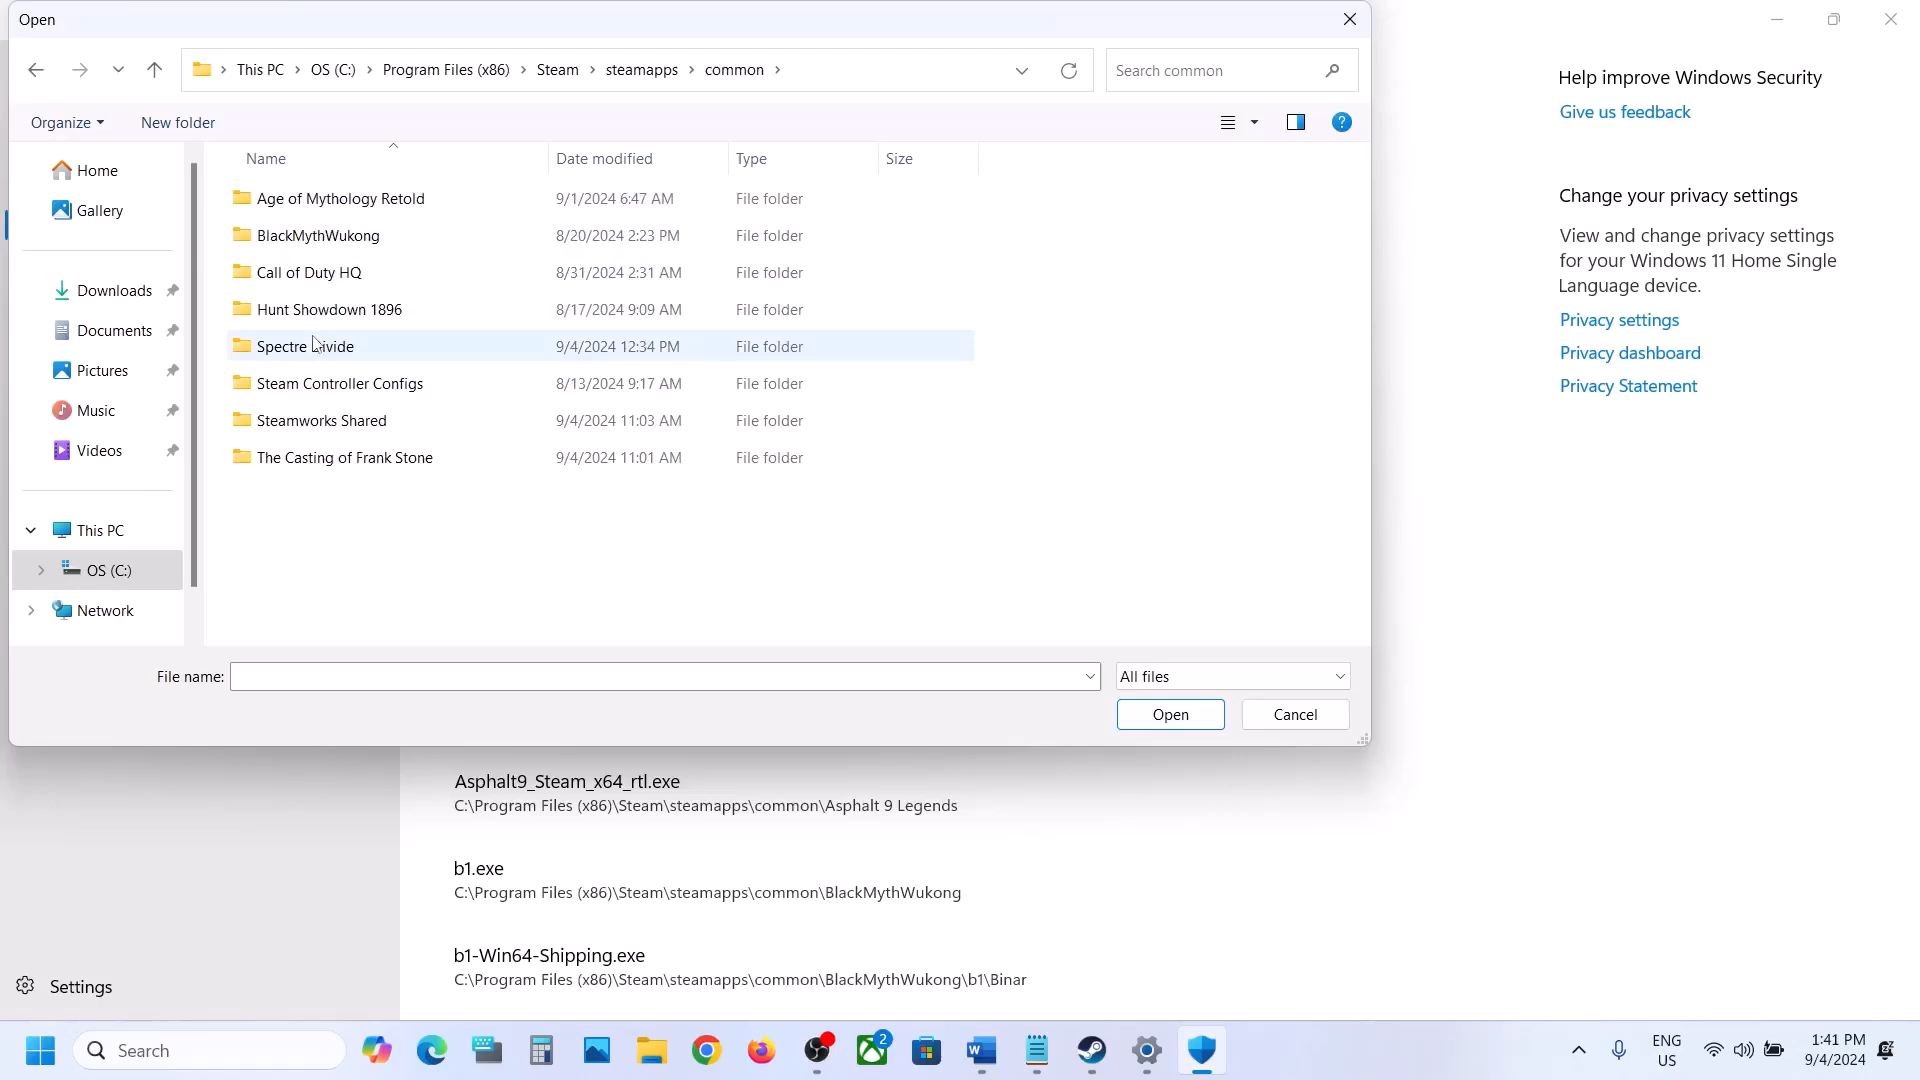 Open
This PC > OS (C:) > Program Files (x86) > Steam > steamapps > common >
Search common
Organize
New folder
Name
Date modified
Type
Size
Age of Mythology Retold 9/1/2024 6:47 AM File folder
BlackMythWukong 8/20/2024 2:23 PM File folder
Call of Duty HQ 8/31/2024 2:31 AM File folder
Hunt Showdown 1896 8/17/2024 9:09 AM File folder
Spectre Divide 9/4/2024 12:34 PM File folder
Steam Controller Configs 8/13/2024 9:17 AM File folder
Steamworks Shared 9/4/2024 11:03 AM File folder
The Casting of Frank Stone 9/4/2024 11:01 AM File folder
Home
Gallery
Downloads
Documents
Pictures
Music
Videos
This PC
OS (C:)
Network
File name:
All files
Open
Cancel
Help improve Windows Security
Give us feedback
Change your privacy settings
View and change privacy settings
for your Windows 11 Home Single
Language device.
Privacy settings
Privacy dashboard
Privacy Statement
Asphalt9_Steam_x64_rtl.exe
C:\Program Files (x86)\Steam\steamapps\common\Asphalt 9 Legends
b1.exe
C:\Program Files (x86)\Steam\steamapps\common\BlackMythWukong
b1-Win64-Shipping.exe
C:\Program Files (x86)\Steam\steamapps\common\BlackMythWukong\b1\Binar
Settings
Search
2
ENG
US
1:41 PM
9/4/2024